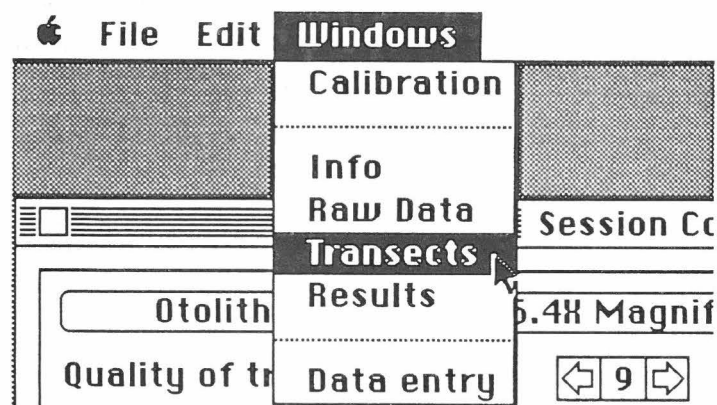 File Edit Windows
Calibration
Info
Raw Data
Session Co
Transects
Results
Otolith
6.4X Magnif
Quality of tr
Data entry
9